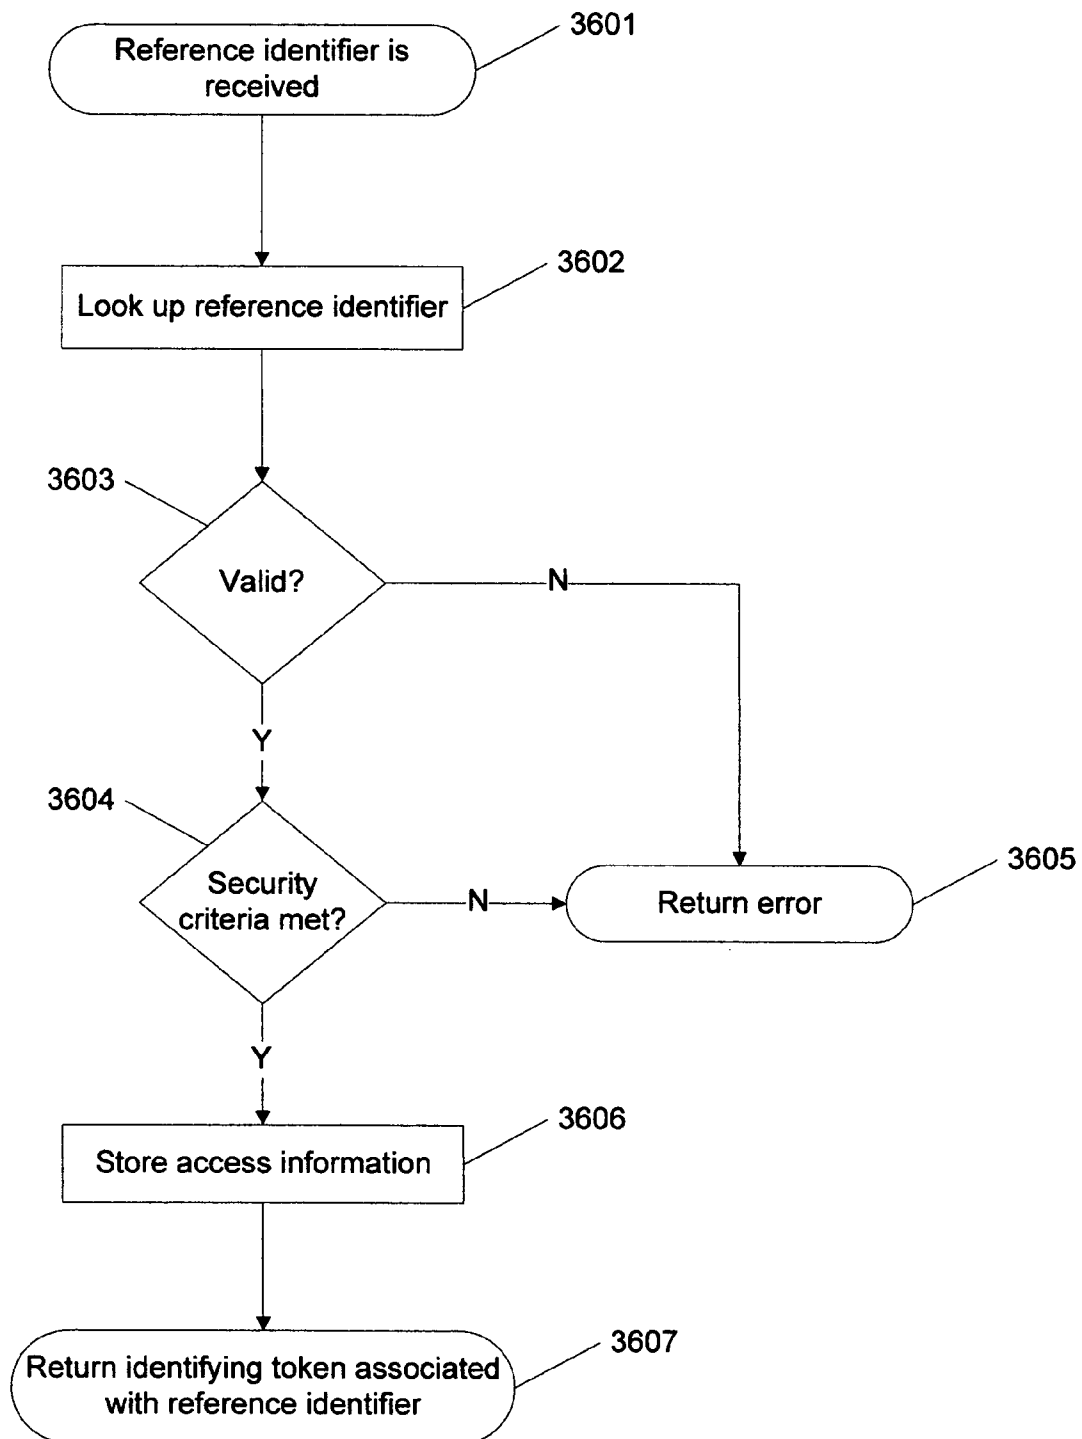 3601
Reference identifier is
received
3602
Look up reference identifier
3603
Valid?
N
Y
3604
Security
criteria met?
N
3605
Return error
Y
3606
Store access information
3607
Return identifying token associated
with reference identifier